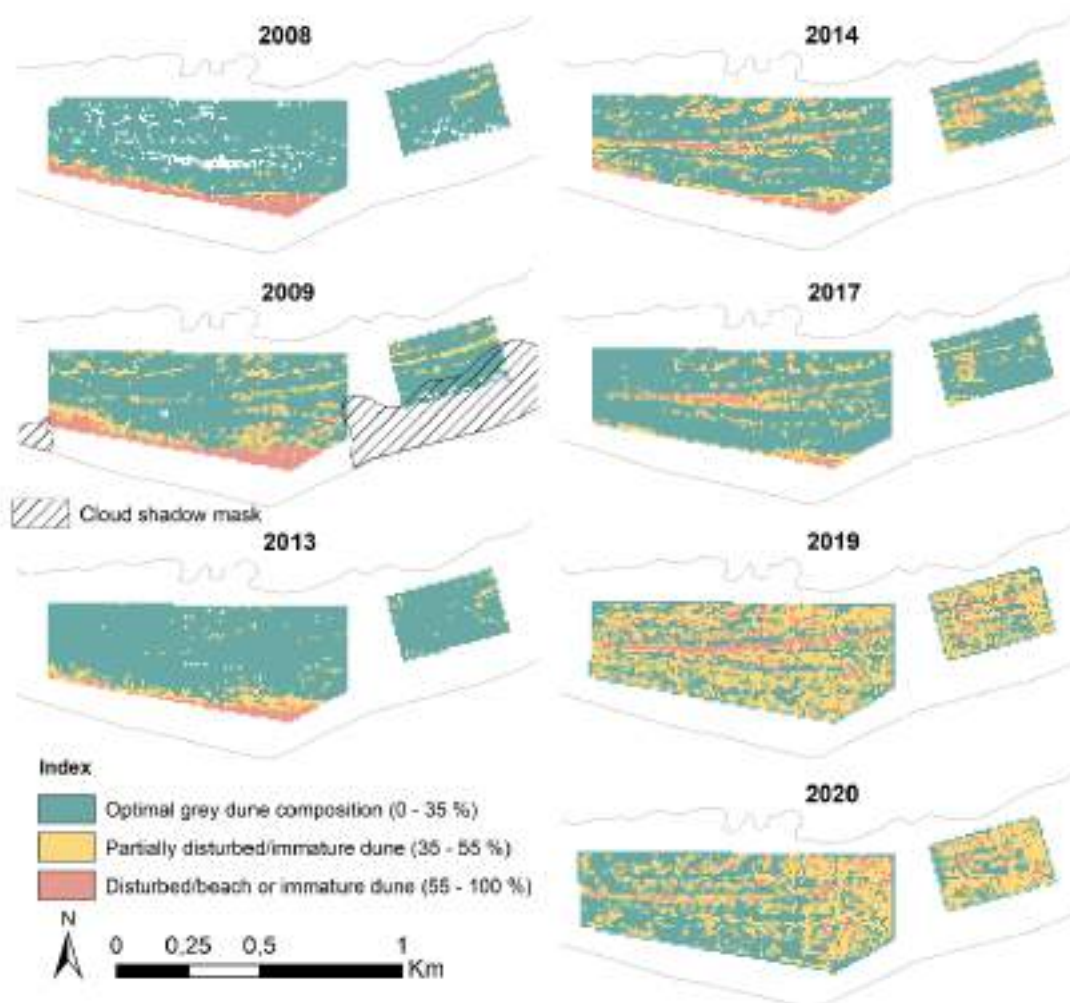 2008
2014
2009
2017
Cloud shadow mask
2013
2019
Index
Optimal grey dune composition (0 - 35 %)
Partially disturbed/immature dune (35 - 55 %)
Disturbed/beach or immature dune (55 - 100 %)
2020
N
0 0,25 0,5 1
Km